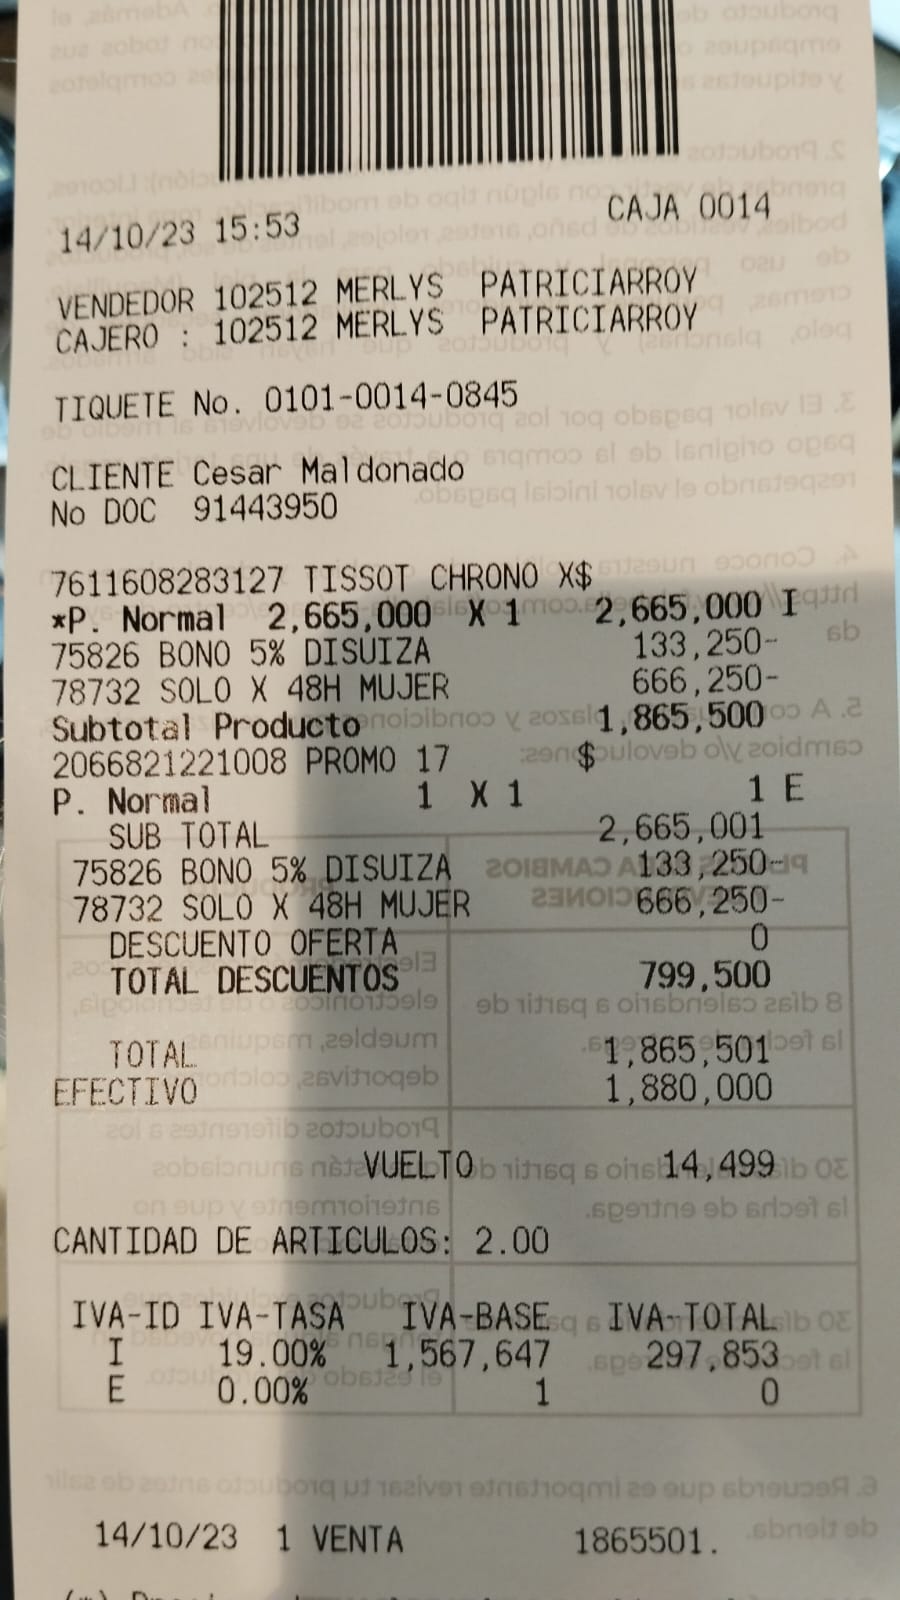 14/10/23 15:53 CAJA 0014
VENDEDOR 102512 MERLYS PATRICIARROY
CAJERO : 102512 MERLYS PATRICIARROY
TIQUETE No. 0101-0014-0845
CLIENTE Cesar Maldonado
No DOC 91443950
7611608283127 TISSOT CHRONO X$
*P. Normal 2,665,000 X 1 2,665,000 I
75826 BONO 5% DISUIZA 133,250-
78732 SOLO X 48H MUJER 666,250-
Subtotal Producto 1,865,500
2066821221008 PROMO 17 $
P. Normal 1 X 1 1 E
SUB TOTAL 2,665,001
75826 BONO 5% DISUIZA 133,250-
78732 SOLO X 48H MUJER 666,250-
DESCUENTO OFERTA 0
TOTAL DESCUENTOS 799,500
TOTAL 1,865,501
EFECTIVO 1,880,000
VUELTO 14,499
CANTIDAD DE ARTICULOS: 2.00
IVA-ID IVA-TASA IVA-BASE IVA-TOTAL
I 19.00% 1,567,647 297,853
E 0.00% 1 0
14/10/23 1 VENTA 1865501.